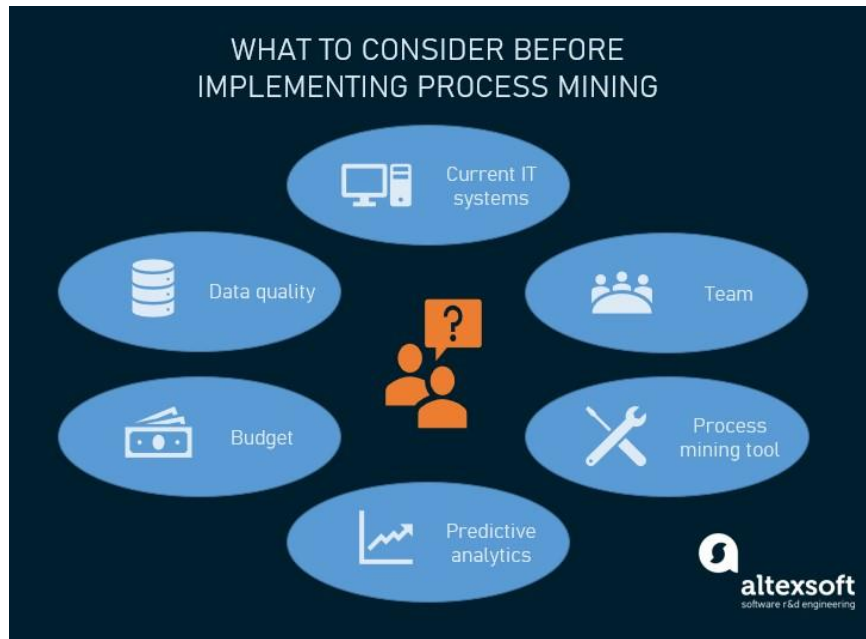 WHAT TO CONSIDER BEFORE
IMPLEMENTING PROCESS MINING
Current IT
systems
Data quality
Team
?
Budget
Process
mining tool
Predictive
analytics
altexsoft
software r&d engineering